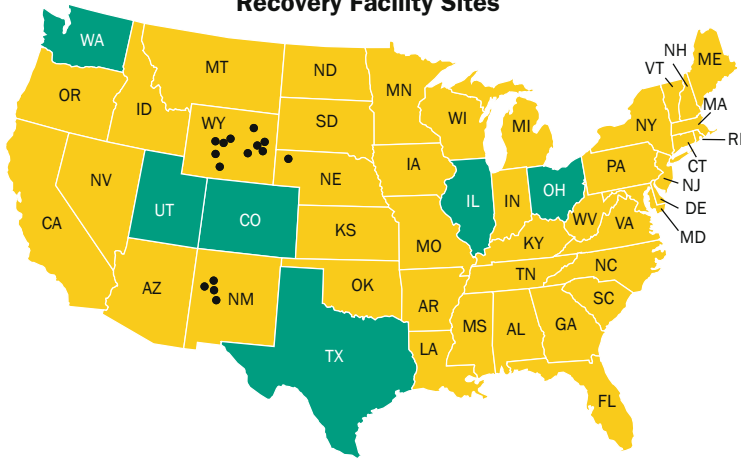 Recovery Facility Sites
WA
MT
ND
MN
OR
ID
WY
SD
WI
MI
NY
VT
NH
ME
MA
RI
CT
NJ
DE
MD
PA
NV
UT
CO
NE
IA
IL
IN
OH
WV
VA
CA
KS
MO
KY
NC
TN
SC
AZ
NM
OK
AR
MS
AL
GA
LA
TX
FL